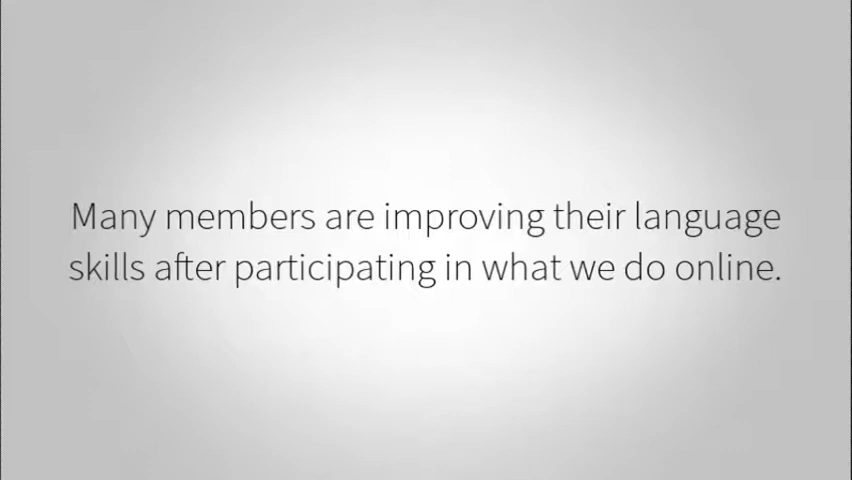 Many members are improving their language
skills after participating in what we do online.